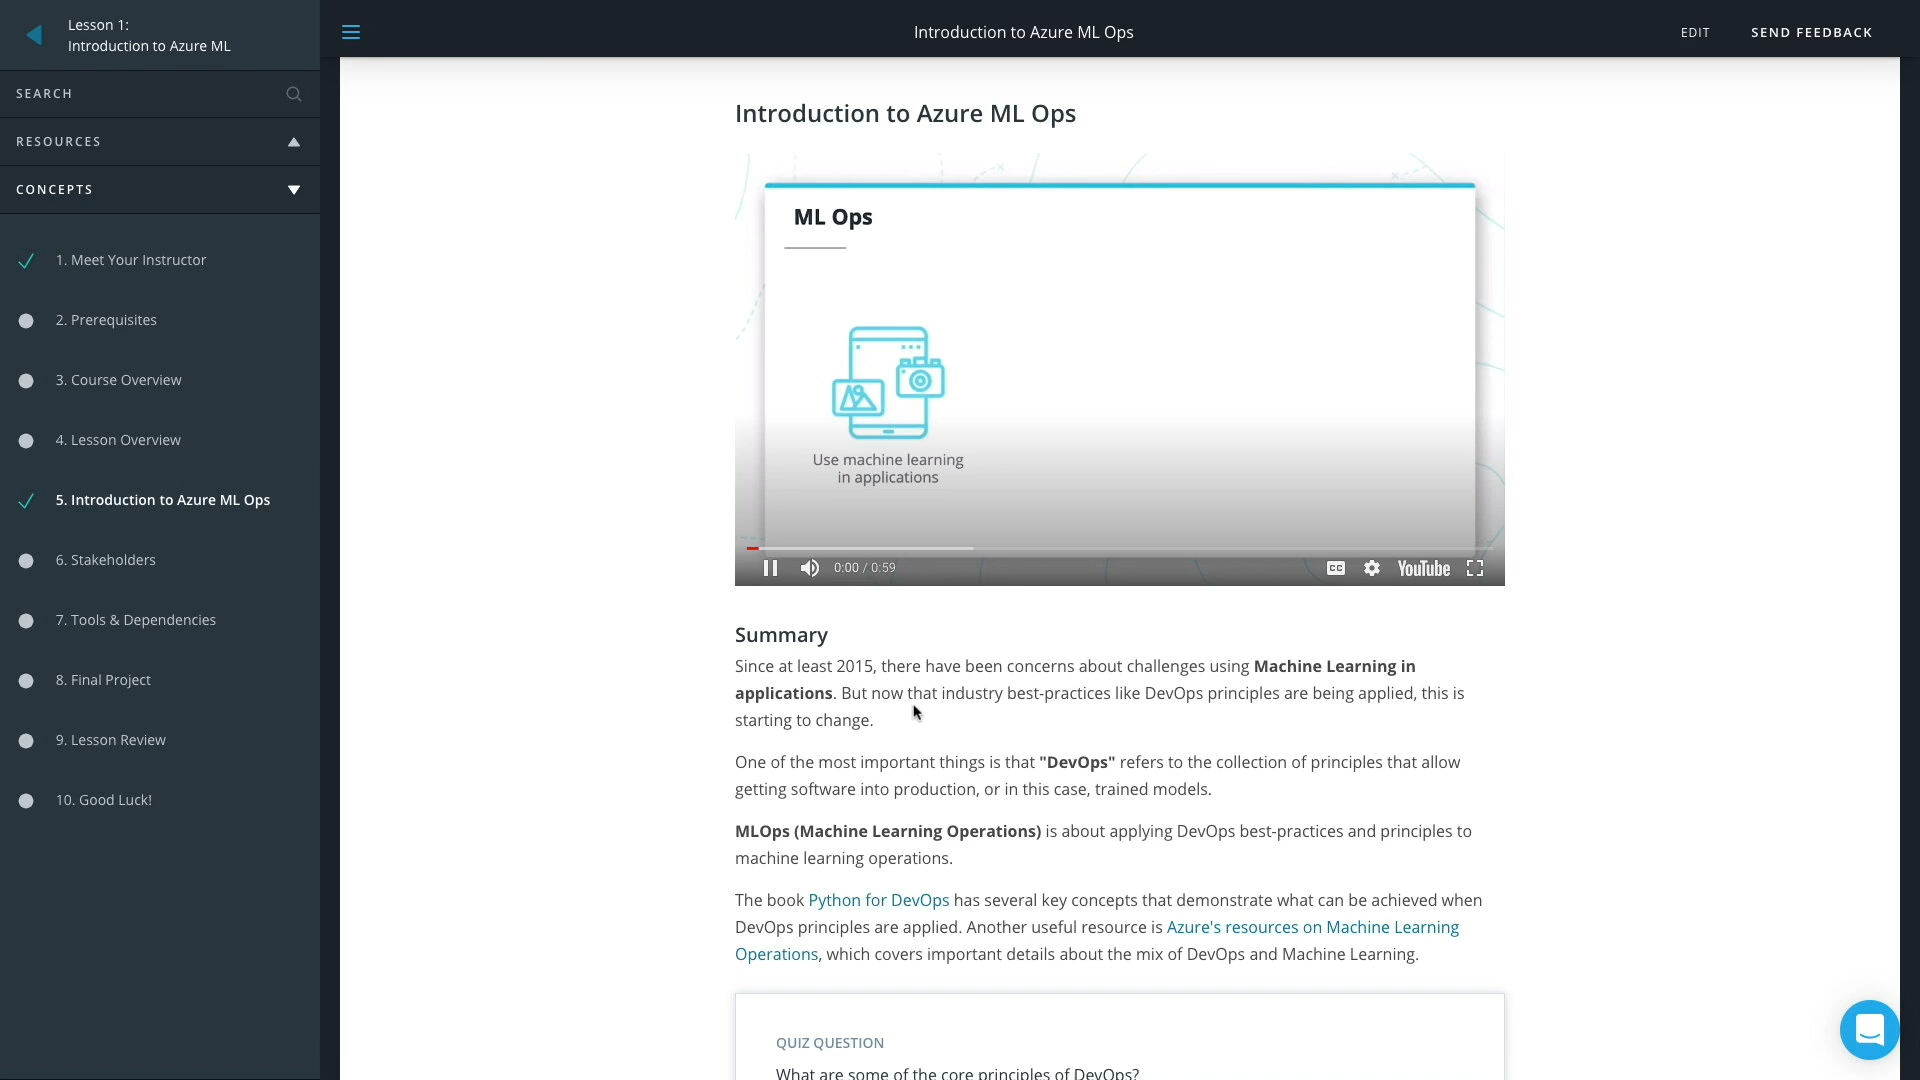 Lesson 1:
Introduction to Azure ML
SEARCH
RESOURCES
CONCEPTS
1. Meet Your Instructor
2. Prerequisites
3. Course Overview
4. Lesson Overview
5. Introduction to Azure ML Ops
6. Stakeholders
7. Tools & Dependencies
8. Final Project
9. Lesson Review
10. Good Luck!
Introduction to Azure ML Ops
EDIT
SEND FEEDBACK
Introduction to Azure ML Ops
ML Ops
Use machine learning
in applications
0:00 / 0:59
CC
YouTube
Summary
Since at least 2015, there have been concerns about challenges using Machine Learning in
applications. But now that industry best-practices like DevOps principles are being applied, this is
starting to change.
One of the most important things is that "DevOps" refers to the collection of principles that allow
getting software into production, or in this case, trained models.
MLOps (Machine Learning Operations) is about applying DevOps best-practices and principles to
machine learning operations.
The book Python for DevOps has several key concepts that demonstrate what can be achieved when
DevOps principles are applied. Another useful resource is Azure's resources on Machine Learning
Operations, which covers important details about the mix of DevOps and Machine Learning.
QUIZ QUESTION
What are some of the core principles of DevOps?